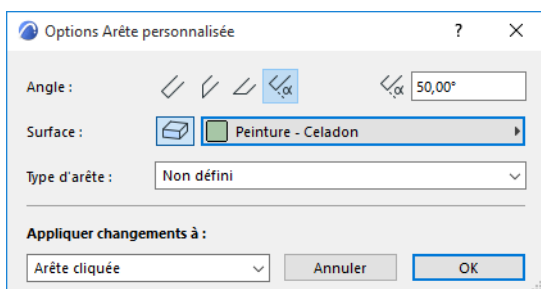 Options Arête personnalisée ?
Angle : α α 50,00°
Surface : Peinture - Celadon
Type d'arête : Non défini
Appliquer changements à :
Arête cliquée Annuler OK